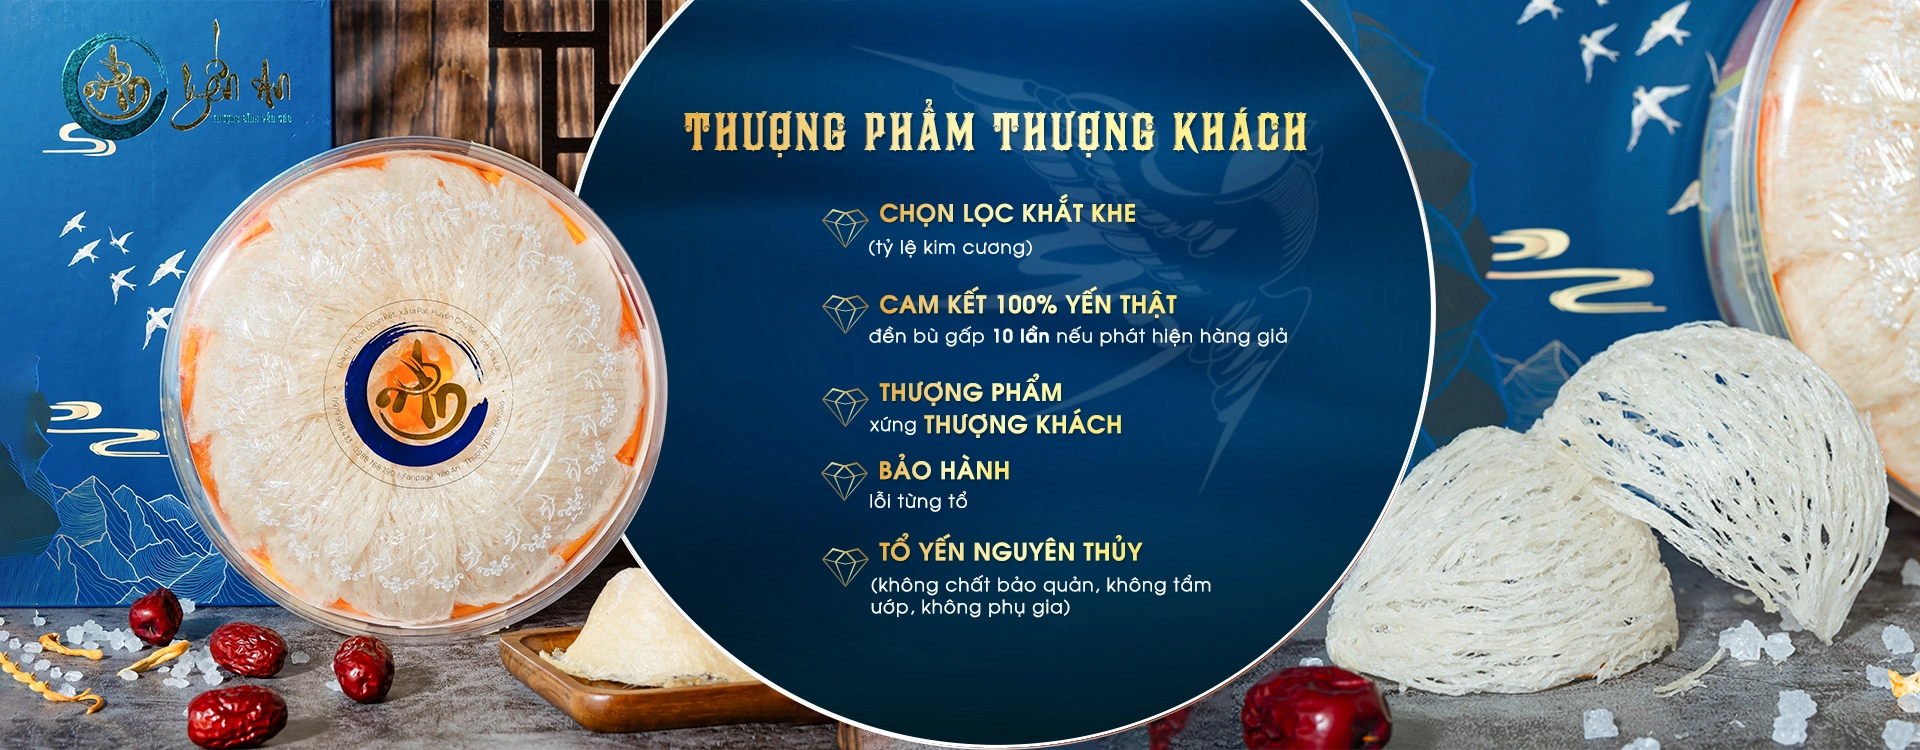 Yến An
THƯỢNG PHẨM THƯỢNG KHÁCH
CHỌN LỌC KHẮT KHE
(tỷ lệ kim cương)
CAM KẾT 100% YẾN THẬT
đền bù gấp 10 lần nếu phát hiện hàng giả
THƯỢNG PHẨM
xứng THƯỢNG KHÁCH
BẢO HÀNH
lỗi từng tổ
TỔ YẾN NGUYÊN THỦY
(không chất bảo quản, không tẩm
ướp, không phụ gia)